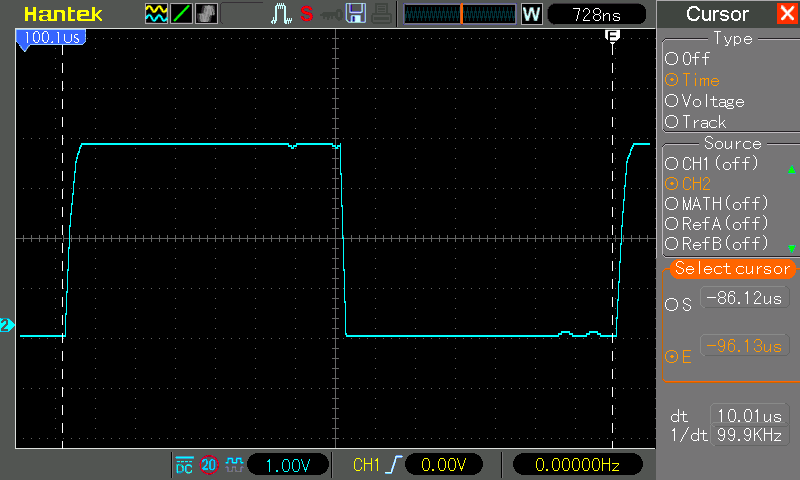 Hantek S W 728ns Cursor
100.1us E Type
Off
Time
Voltage
Track
Source
CH1(off)
CH2
MATH(off)
RefA(off)
RefB(off)
Select cursor
S -86.12us
2
E -96.13us
dt 10.01us
1/dt 99.9KHz
DC 20 1.00V CH1 0.00V 0.00000Hz